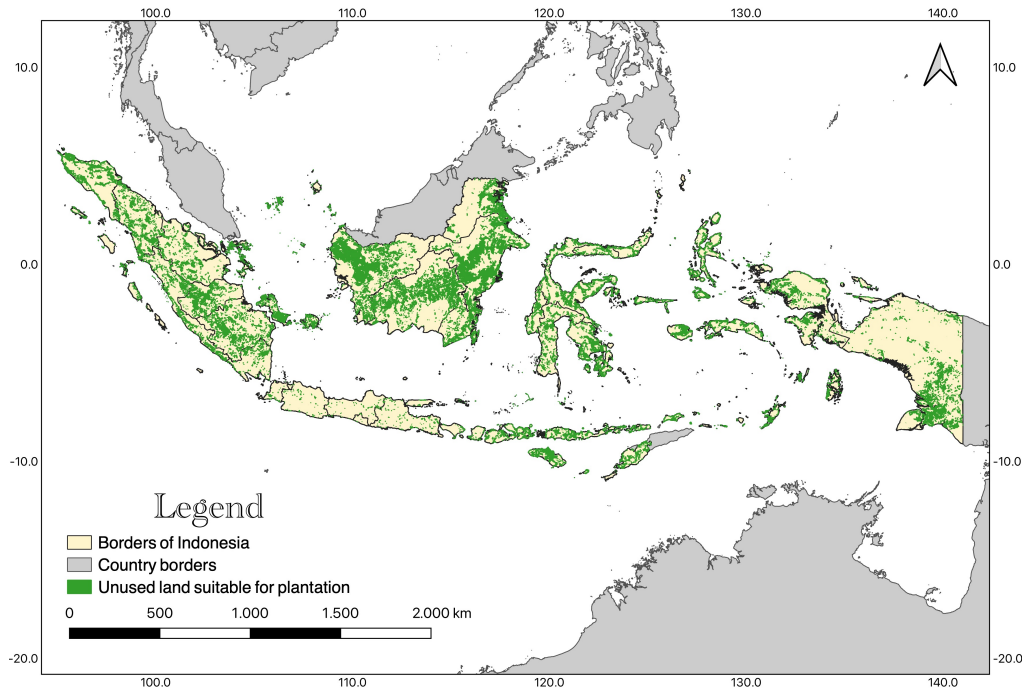 100.0 110.0 120.0 130.0 140.0
10.0 10.0
0.0 0.0
-10.0 -10.0
Legend
Borders of Indonesia
Country borders
Unused land suitable for plantation
0 500 1.000 1.500 2.000 km
-20.0 -20.0
100.0 110.0 120.0 130.0 140.0